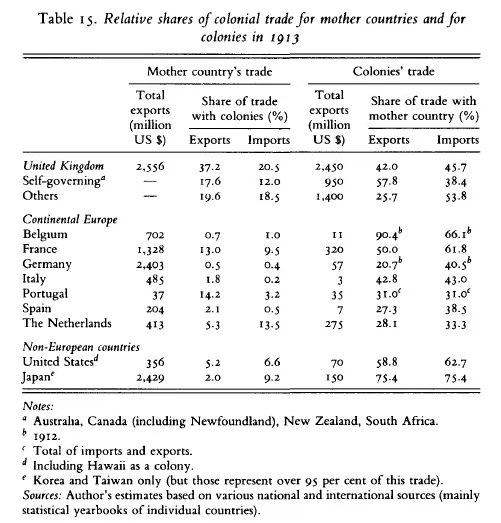 Table 15. Relative shares of colonial trade for mother countries and for
colonies in 1913
Mother country's trade Colonies' trade
Total exports (million US $) Share of trade with colonies (%) Total exports (million US $) Share of trade with mother country (%)
Exports Imports Exports Imports
United Kingdom 2,556 37.2 20.5 2,450 42.0 45.7
Self-governing^a — 17.6 12.0 950 57.8 38.4
Others — 19.6 18.5 1,400 25.7 53.8
Continental Europe
Belgium 702 0.7 1.0 11 90.4^b 66.1^b
France 1,328 13.0 9.5 320 50.0 61.8
Germany 2,403 0.5 0.4 57 20.7^b 40.5^b
Italy 485 1.8 0.2 3 42.8 43.0
Portugal 37 14.2 3.2 35 31.0^c 31.0^c
Spain 204 2.1 0.5 7 27.3 38.5
The Netherlands 413 5.3 13.5 275 28.1 33.3
Non-European countries
United States^d 356 5.2 6.6 70 58.8 62.7
Japan^e 2,429 2.0 9.2 150 75.4 75.4
Notes:
^a Australia, Canada (including Newfoundland), New Zealand, South Africa.
^b 1912.
^c Total of imports and exports.
^d Including Hawaii as a colony.
^e Korea and Taiwan only (but those represent over 95 per cent of this trade).
Sources: Author's estimates based on various national and international sources (mainly
statistical yearbooks of individual countries).